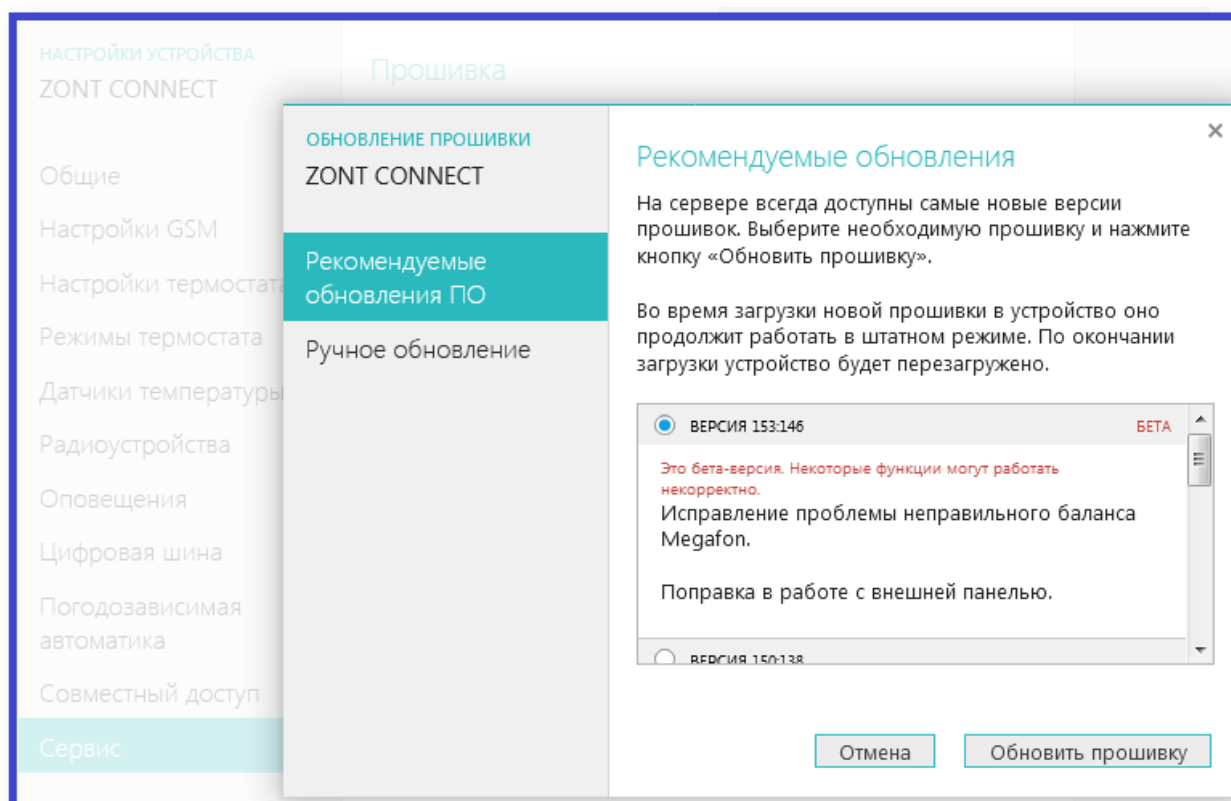 НАСТРОЙКИ УСТРОЙСТВА
ZONT CONNECT
Общие
Настройки GSM
Настройки термостата
Режимы термостата
Датчики температуры
Радиоустройства
Оповещения
Цифровая шина
Погодозависимая
автоматика
Совместный доступ
Сервис
Прошивка
ОБНОВЛЕНИЕ ПРОШИВКИ
ZONT CONNECT
Рекомендуемые
обновления ПО
Ручное обновление
Рекомендуемые обновления
На сервере всегда доступны самые новые версии
прошивок. Выберите необходимую прошивку и нажмите
кнопку «Обновить прошивку».
Во время загрузки новой прошивки в устройство оно
продолжит работать в штатном режиме. По окончании
загрузки устройство будет перезагружено.
ВЕРСИЯ 153:146 БЕТА
Это бета-версия. Некоторые функции могут работать
некорректно.
Исправление проблемы неправильного баланса
Megafon.
Поправка в работе с внешней панелью.
ВЕРСИЯ 150:138
Отмена
Обновить прошивку